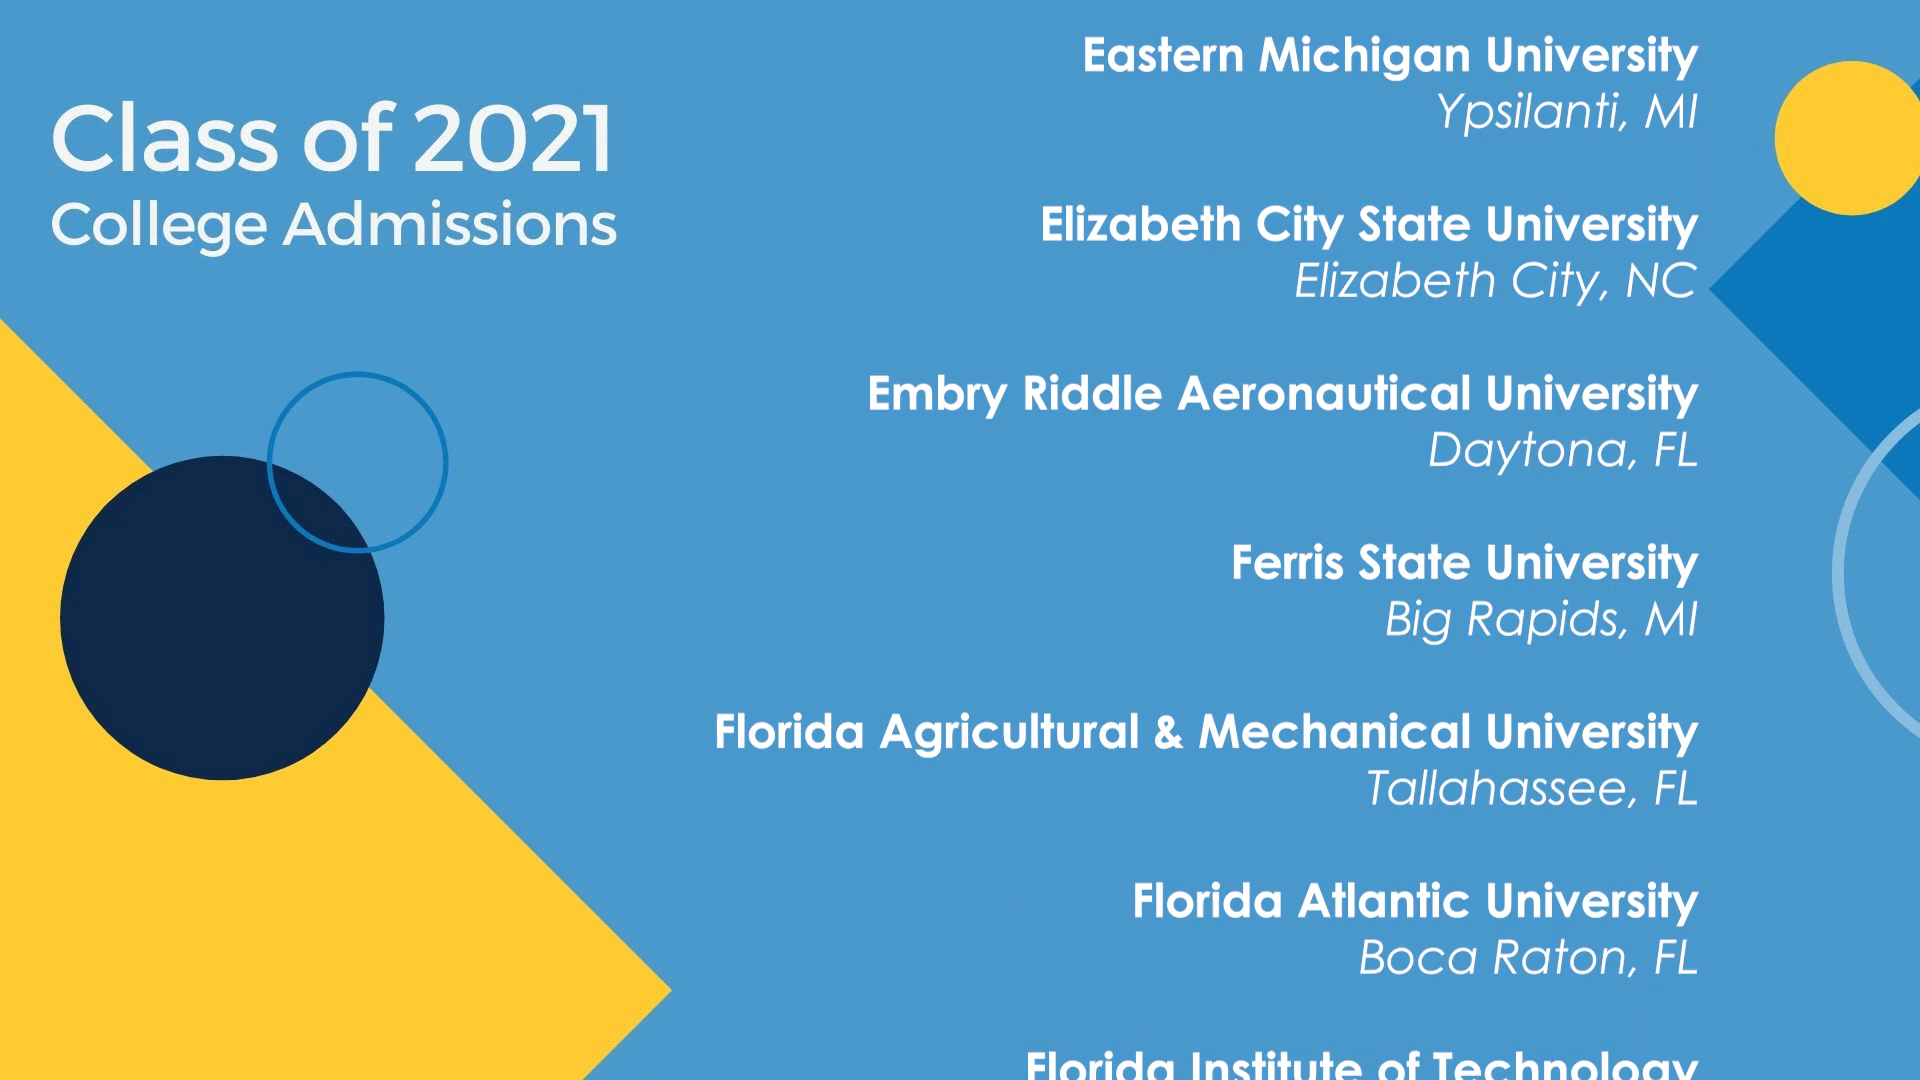 Class of 2021
College Admissions
Eastern Michigan University
Ypsilanti, MI
Elizabeth City State University
Elizabeth City, NC
Embry Riddle Aeronautical University
Daytona, FL
Ferris State University
Big Rapids, MI
Florida Agricultural & Mechanical University
Tallahassee, FL
Florida Atlantic University
Boca Raton, FL
Florida Institute of Technology